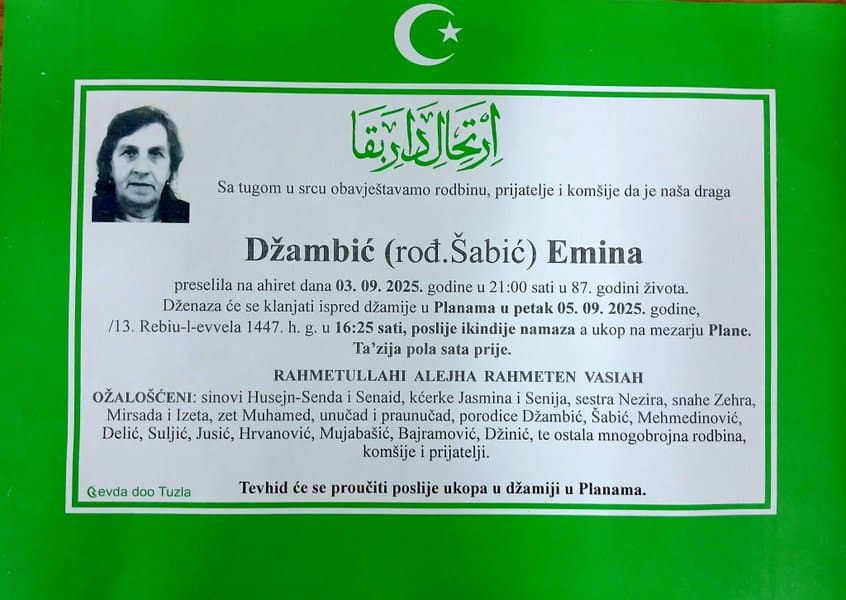 اِرْتِحَالِ دَارِ بَقَا
Sa tugom u srcu obavještavamo rodbinu, prijatelje i komšije da je naša draga
Džambić (rođ.Šabić) Emina
preselila na ahiret dana 03. 09. 2025. godine u 21:00 sati u 87. godini života.
Dženaza će se klanjati ispred džamije u Planama u petak 05. 09. 2025. godine,
/13. Rebiu-l-evvela 1447. h. g. u 16:25 sati, poslije ikindije namaza a ukop na mezarju Plane.
Ta’zija pola sata prije.
RAHMETULLAHI ALEJHA RAHMETEN VASIAH
OŽALOŠĆENI: sinovi Husejn-Senda i Senaid, kćerke Jasmina i Senija, sestra Nezira, snahe Zehra,
Mirsada i Izeta, zet Muhamed, unučad i praunučad, porodice Džambić, Šabić, Mehmedinović,
Delić, Suljić, Jusić, Hrvanović, Mujabašić, Bajramović, Džinić, te ostala mnogobrojna rodbina,
komšije i prijatelji.
Tevhid će se proučiti poslije ukopa u džamiji u Planama.
evda doo Tuzla